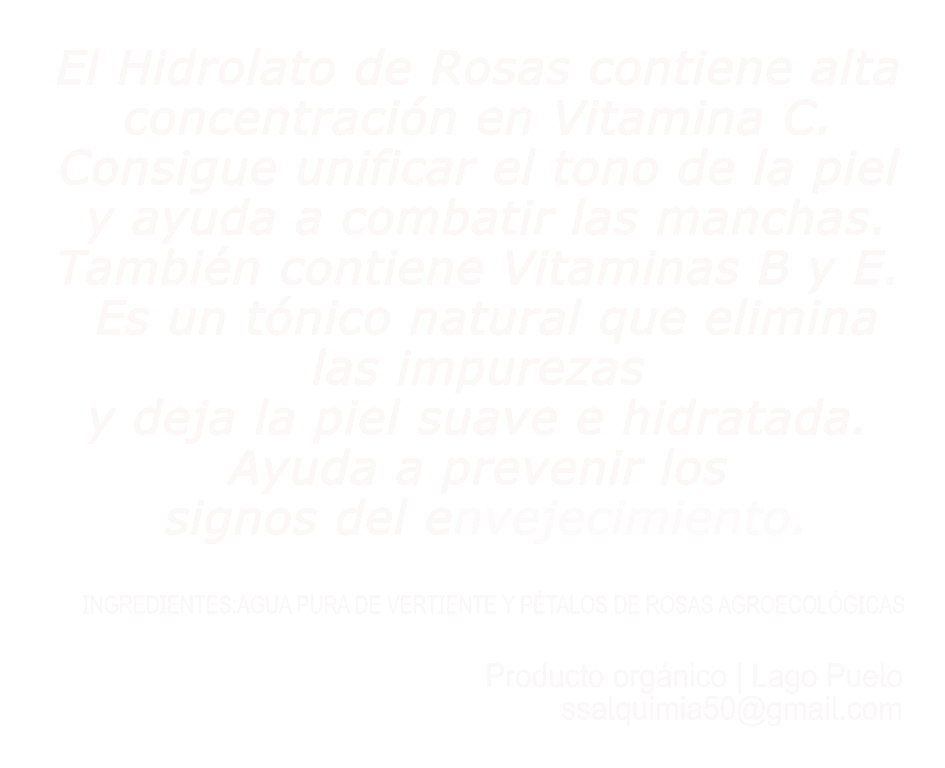 El Hidrolato de Rosas contiene alta
concentración en Vitamina C.
Consigue unificar el tono de la piel
y ayuda a combatir las manchas.
También contiene Vitaminas B y E.
Es un tónico natural que elimina
las impurezas
y deja la piel suave e hidratada.
Ayuda a prevenir los
signos del envejecimiento.
INGREDIENTES:AGUA PURA DE VERTIENTE Y PÉTALOS DE ROSAS AGROECOLÓGICAS
Producto orgánico | Lago Puelo
ssalquimia50@gmail.com